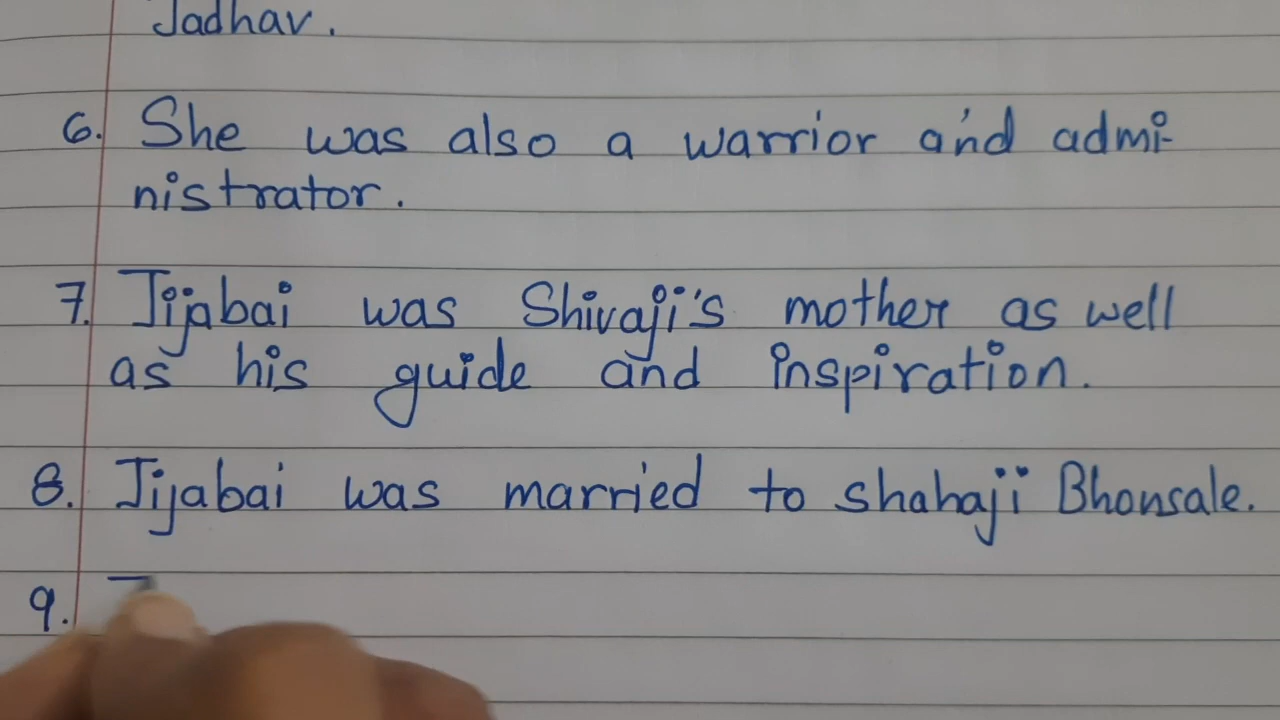 Jadhav.
6. She was also a warrior and admi-
nistrator.
7. Jijabai was Shivaji's mother as well
as his guide and inspiration.
8. Jijabai was married to Shahaji Bhonsale.
9.